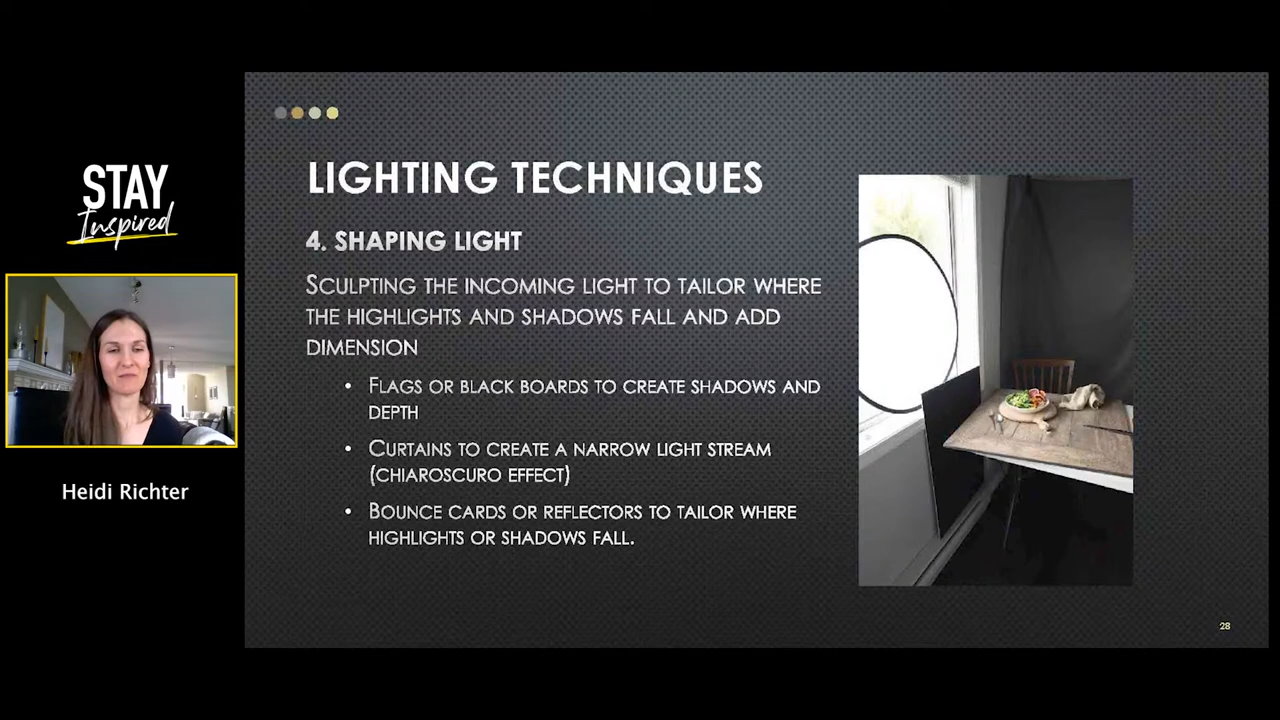 STAY
Inspired
Heidi Richter
LIGHTING TECHNIQUES
4. SHAPING LIGHT
SCULPTING THE INCOMING LIGHT TO TAILOR WHERE
THE HIGHLIGHTS AND SHADOWS FALL AND ADD
DIMENSION
• FLAGS OR BLACK BOARDS TO CREATE SHADOWS AND
DEPTH
• CURTAINS TO CREATE A NARROW LIGHT STREAM
(CHIAROSCURO EFFECT)
• BOUNCE CARDS OR REFLECTORS TO TAILOR WHERE
HIGHLIGHTS OR SHADOWS FALL.
28